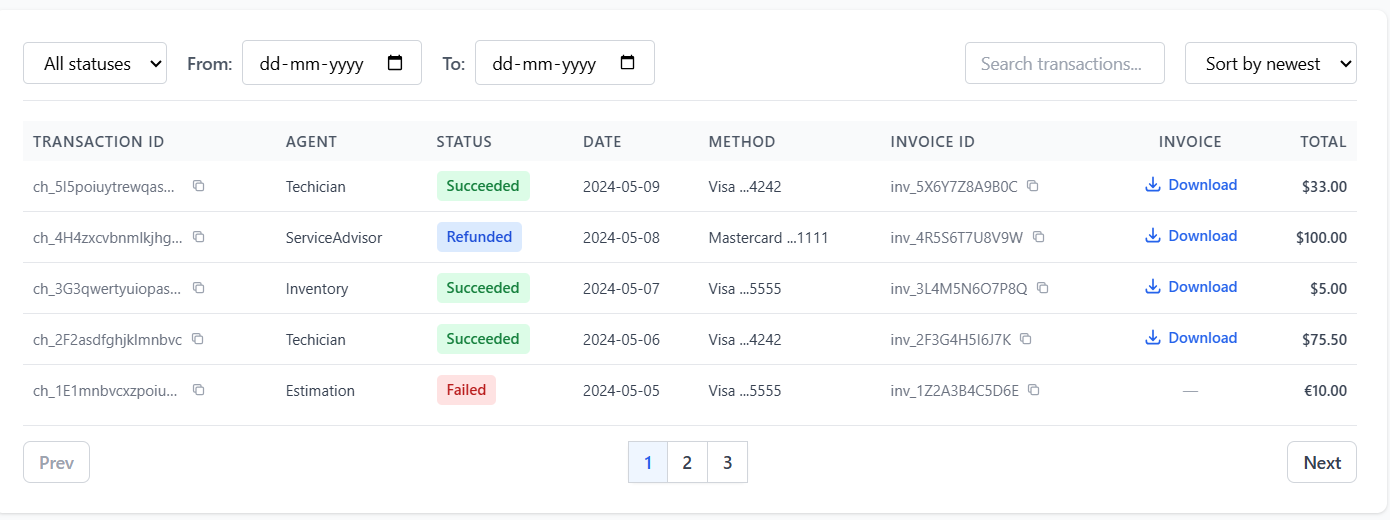 All statuses From: dd-mm-yyyy To: dd-mm-yyyy Search transactions... Sort by newest
TRANSACTION ID AGENT STATUS DATE METHOD INVOICE ID INVOICE TOTAL
ch_5I5poiuytrewqas... Techician Succeeded 2024-05-09 Visa ...4242 inv_5X6Y7Z8A9B0C Download $33.00
ch_4H4zxcvbnmlkjhg... ServiceAdvisor Refunded 2024-05-08 Mastercard ...1111 inv_4R5S6T7U8V9W Download $100.00
ch_3G3qwertyuiopas... Inventory Succeeded 2024-05-07 Visa ...5555 inv_3L4M5N6O7P8Q Download $5.00
ch_2F2asdfghjklmnbvc Techician Succeeded 2024-05-06 Visa ...4242 inv_2F3G4H5I6J7K Download $75.50
ch_1E1mnbvcxzpoiu... Estimation Failed 2024-05-05 Visa ...5555 inv_1Z2A3B4C5D6E — €10.00
Prev 1 2 3 Next